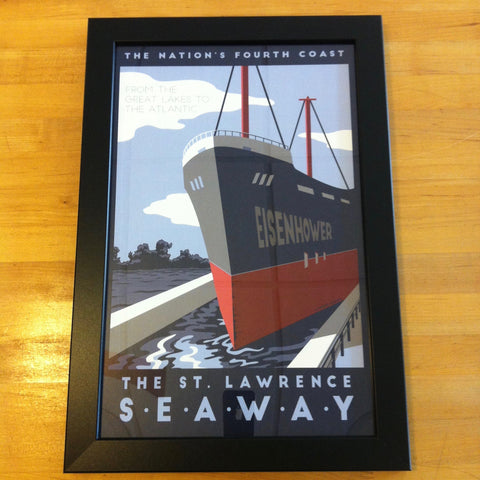 THE NATION'S FOURTH COAST
FROM THE
GREAT LAKES TO
THE ATLANTIC
EISENHOWER
THE ST. LAWRENCE
S·E·A·W·A·Y